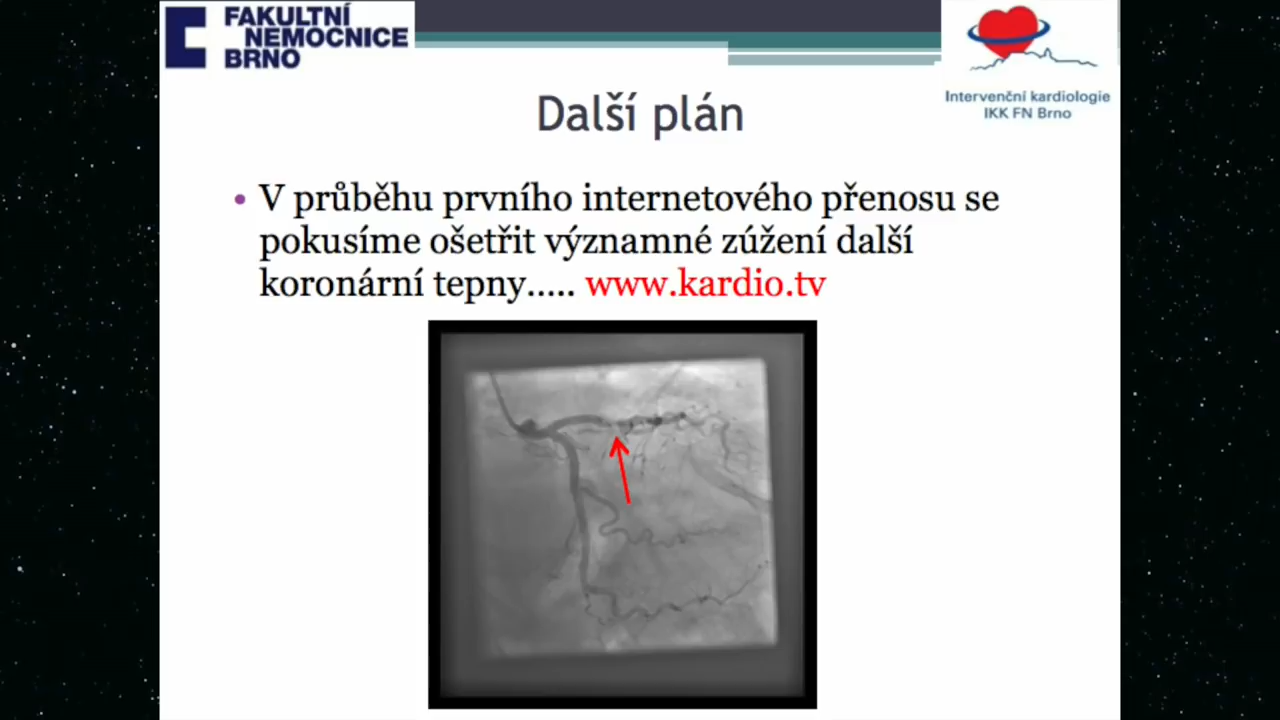 FAKULTNÍ
NEMOCNICE
BRNO
Intervenční kardiologie
IKK FN Brno
Další plán
• V průběhu prvního internetového přenosu se
pokusíme ošetřit významné zúžení další
koronární tepny..... www.kardio.tv